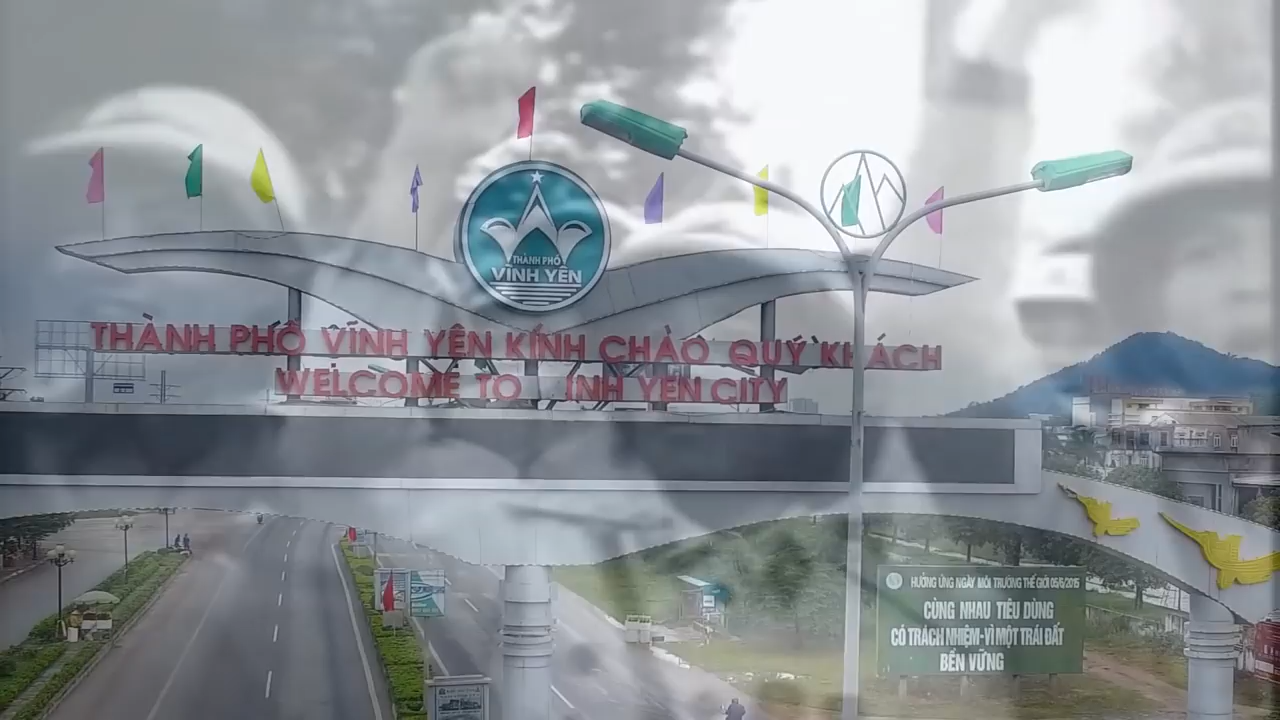 THÀNH PHỐ
VĨNH YÊN
THÀNH PHỐ VĨNH YÊN KÍNH CHÀO QUÝ KHÁCH
WELCOME TO INH YEN CITY
HƯỞNG ỨNG NGÀY MÔI TRƯỜNG THẾ GIỚI 05/6/2015
CÙNG NHAU TIÊU DÙNG
CÓ TRÁCH NHIỆM-VÌ MỘT TRÁI ĐẤT
BỀN VỮNG